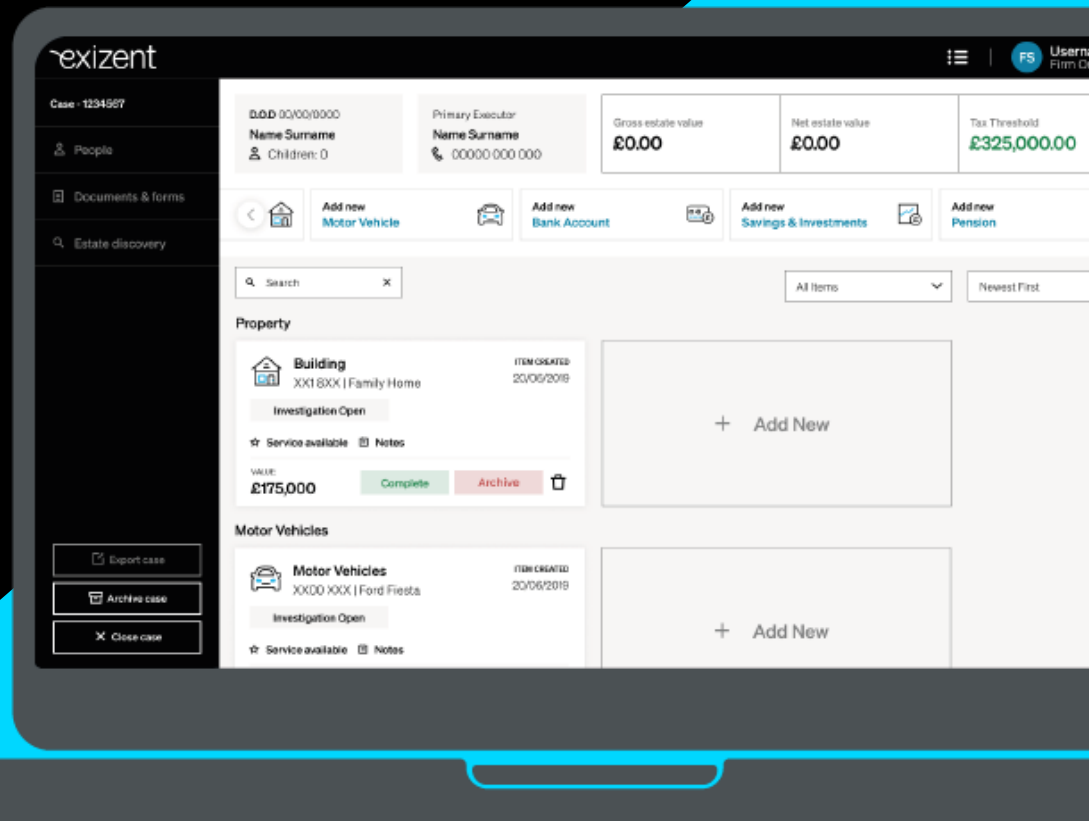 exizent
FS
Userna
Firm Or
Case - 1234567
People
Documents & forms
Estate discovery
Export case
Archive case
Close case
D.O.D 00/00/0000
Name Surname
Children: 0
Primary Executor
Name Surname
00000 000 000
Gross estate value
£0.00
Net estate value
£0.00
Tax Threshold
£325,000.00
Add new
Motor Vehicle
Add new
Bank Account
Add new
Savings & Investments
Add new
Pension
Search
All Items
Newest First
Property
Building
XX1 8XX | Family Home
ITEM CREATED
20/06/2019
Investigation Open
Service available Notes
VALUE:
£175,000
Complete
Archive
+ Add New
Motor Vehicles
Motor Vehicles
XX00 XXX | Ford Fiesta
ITEM CREATED
20/06/2019
Investigation Open
Service available Notes
+ Add New